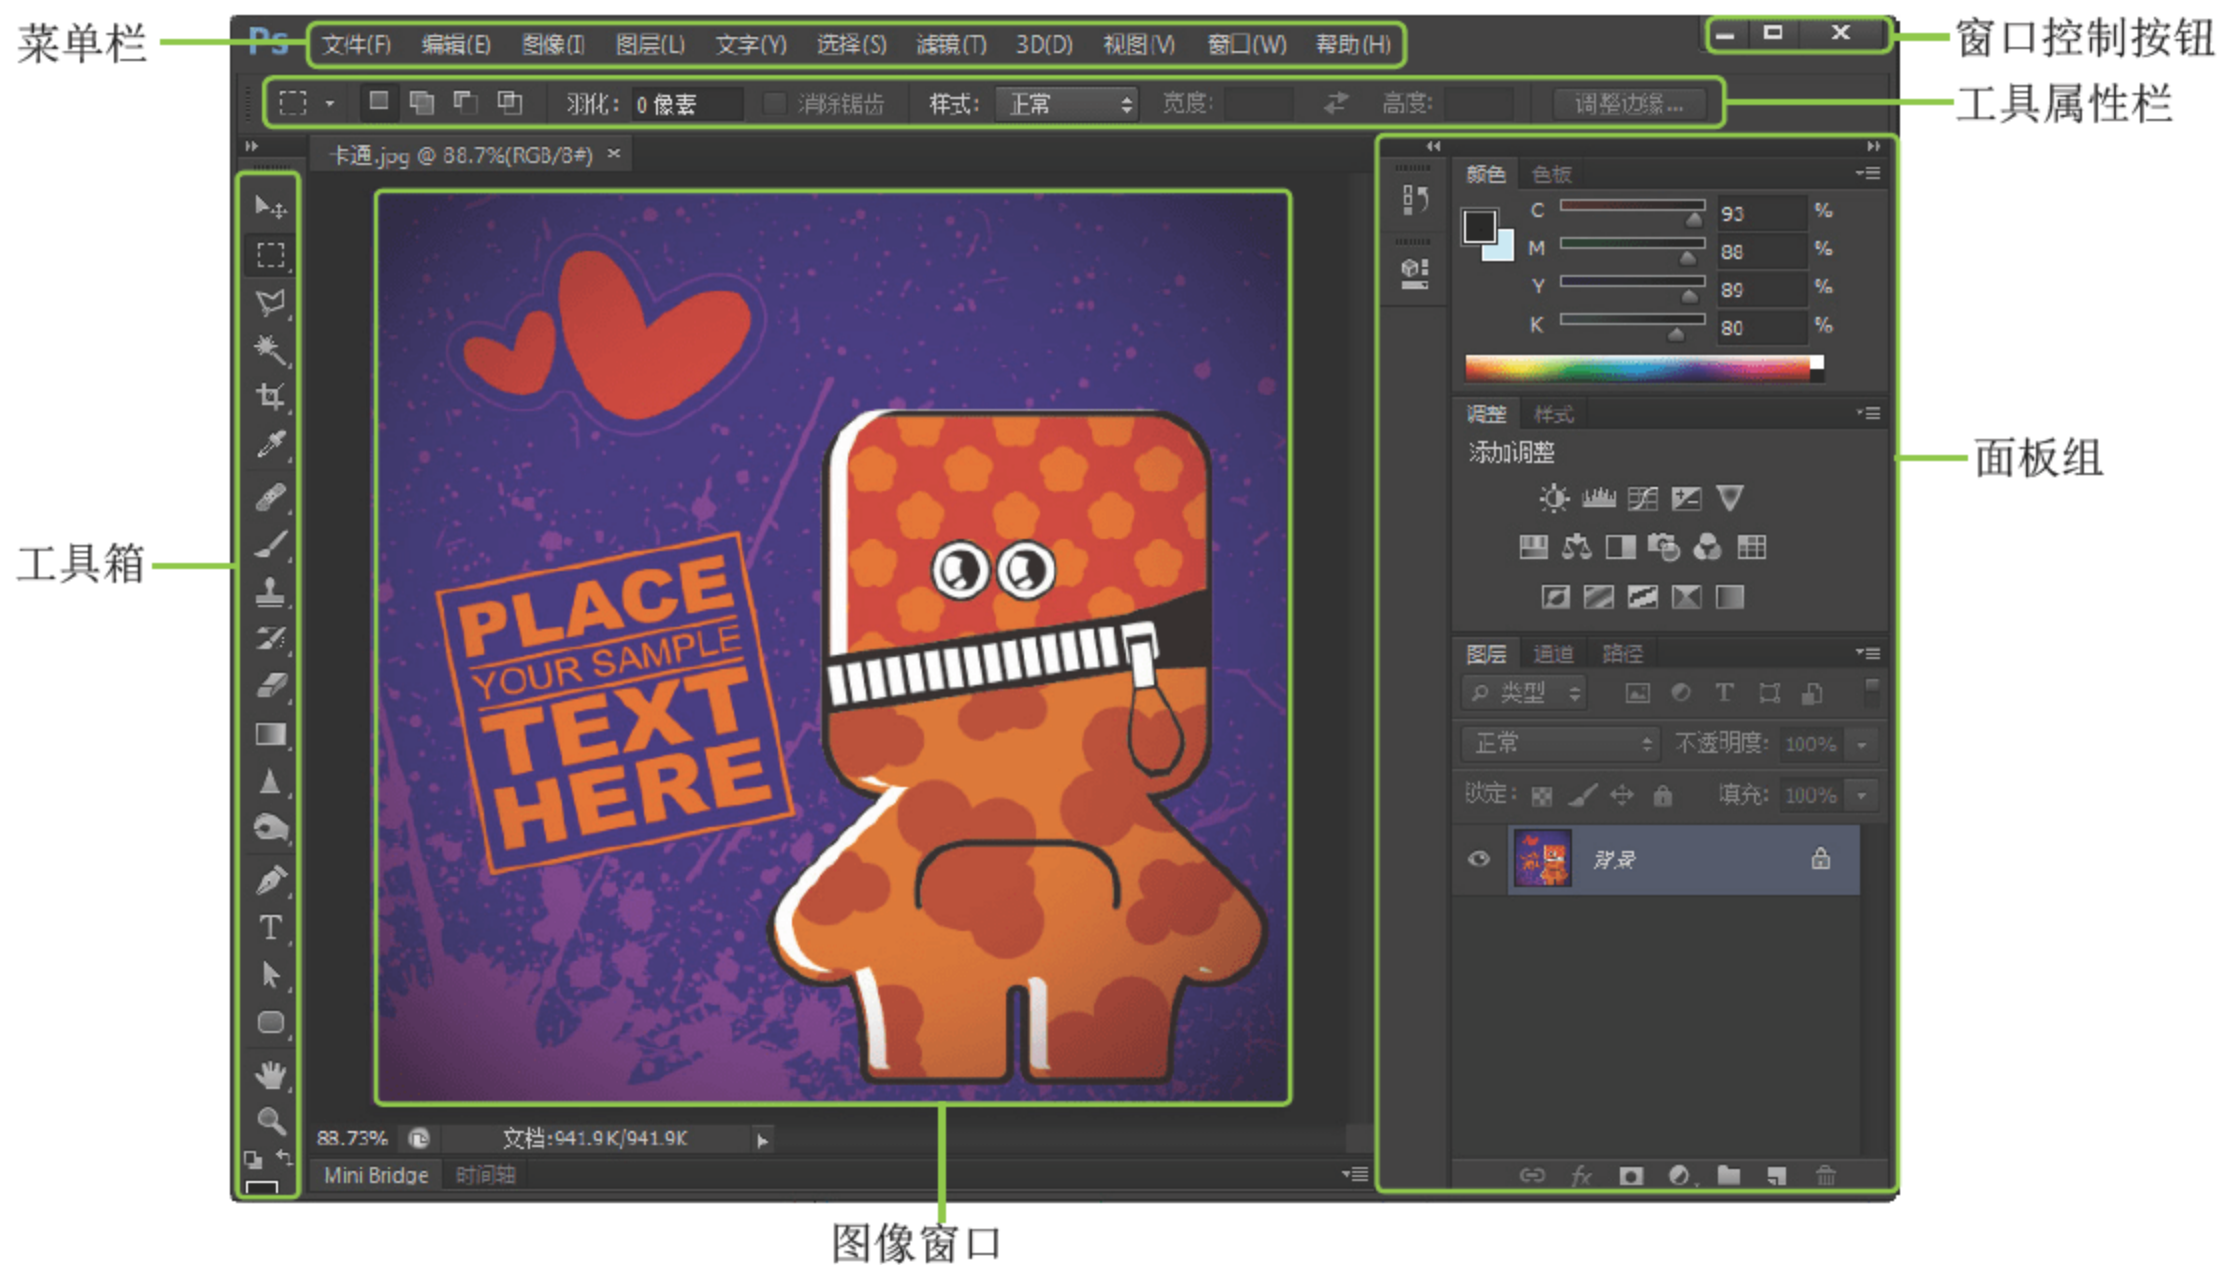 菜单栏
Ps 文件(F) 编辑(E) 图像(I) 图层(L) 文字(Y) 选择(S) 滤镜(T) 3D(D) 视图(V) 窗口(W) 帮助(H)
窗口控制按钮
羽化: 0 像素 消除锯齿 样式: 正常 宽度: 高度: 调整边缘...
工具属性栏
卡通.jpg @ 88.7%(RGB/8#) ×
颜色 色板
C 93 %
M 88 %
Y 89 %
K 80 %
调整 样式
添加调整
面板组
工具箱
PLACE
YOUR SAMPLE
TEXT
HERE
图层 通道 路径
类型
正常 不透明度: 100%
锁定: 填充: 100%
背景
88.73% 文档:941.9K/941.9K
Mini Bridge 时间轴
fx
图像窗口